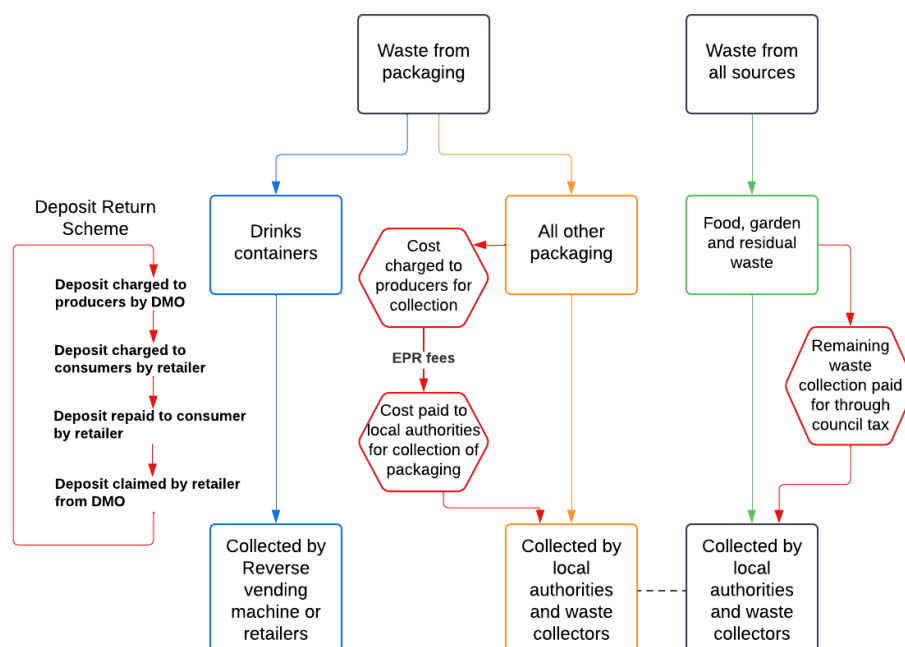 Waste from
packaging
Waste from
all sources
Deposit Return
Scheme
Deposit charged to
producers by DMO
Deposit charged to
consumers by retailer
Deposit repaid to consumer
by retailer
Deposit claimed by retailer
from DMO
Drinks
containers
Cost
charged to
producers for
collection
All other
packaging
Food, garden
and residual
waste
EPR fees
Cost paid to
local authorities
for collection of
packaging
Remaining
waste
collection paid
for through
council tax
Collected by
Reverse
vending
machine or
retailers
Collected by
local
authorities
and waste
collectors
Collected by
local
authorities
and waste
collectors